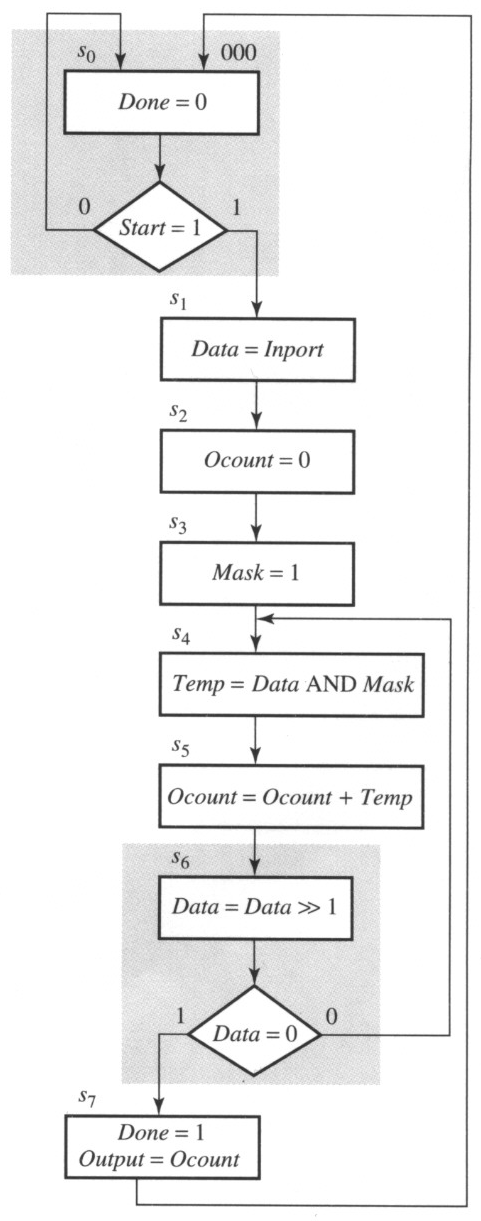 s0 000
Done = 0
0 1
Start = 1
s1
Data = Inport
s2
Ocount = 0
s3
Mask = 1
s4
Temp = Data AND Mask
s5
Ocount = Ocount + Temp
s6
Data = Data ≫ 1
1 0
Data = 0
s7
Done = 1
Output = Ocount